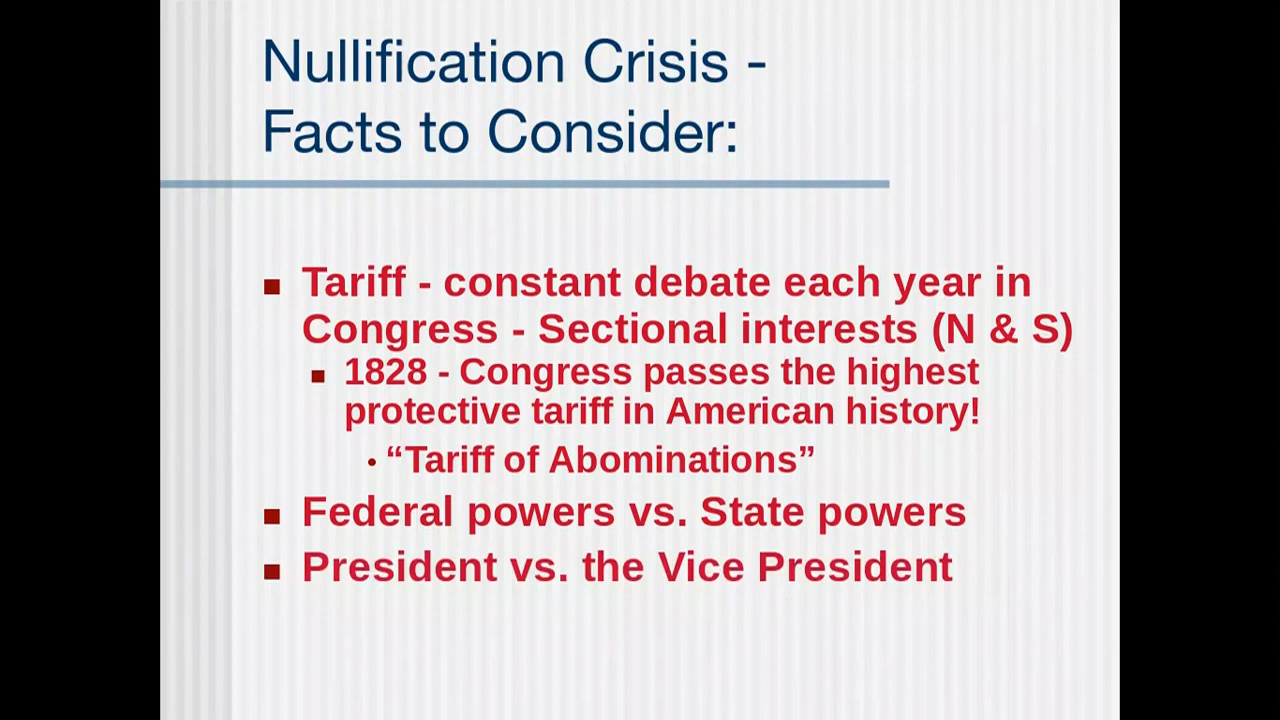 Nullification Crisis -
Facts to Consider:
Tariff - constant debate each year in
Congress - Sectional interests (N & S)
1828 - Congress passes the highest
protective tariff in American history!
“Tariff of Abominations”
Federal powers vs. State powers
President vs. the Vice President